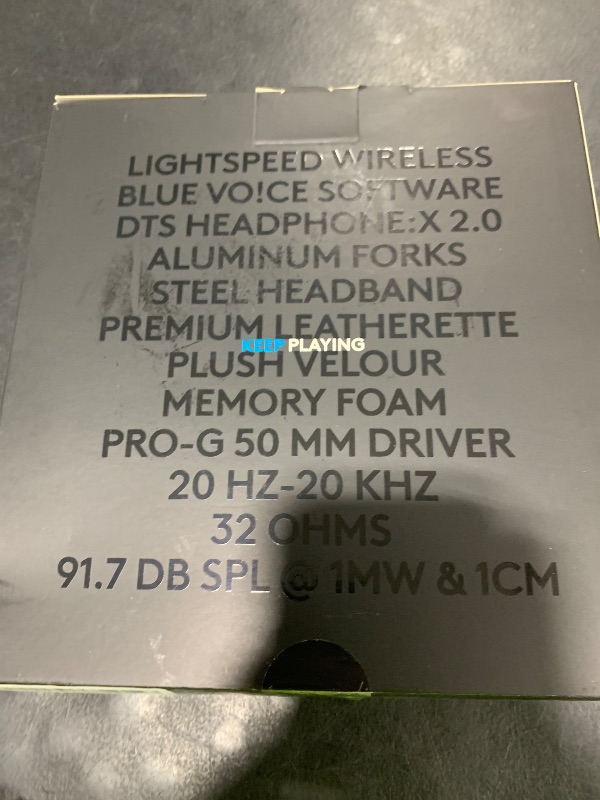 LIGHTSPEED WIRELESS
BLUE VO!CE SOFTWARE
DTS HEADPHONE:X 2.0
ALUMINUM FORKS
STEEL HEADBAND
PREMIUM LEATHERETTE
KEEP PLAYING
PLUSH VELOUR
MEMORY FOAM
PRO-G 50 MM DRIVER
20 HZ-20 KHZ
32 OHMS
91.7 DB SPL @ 1MW & 1CM